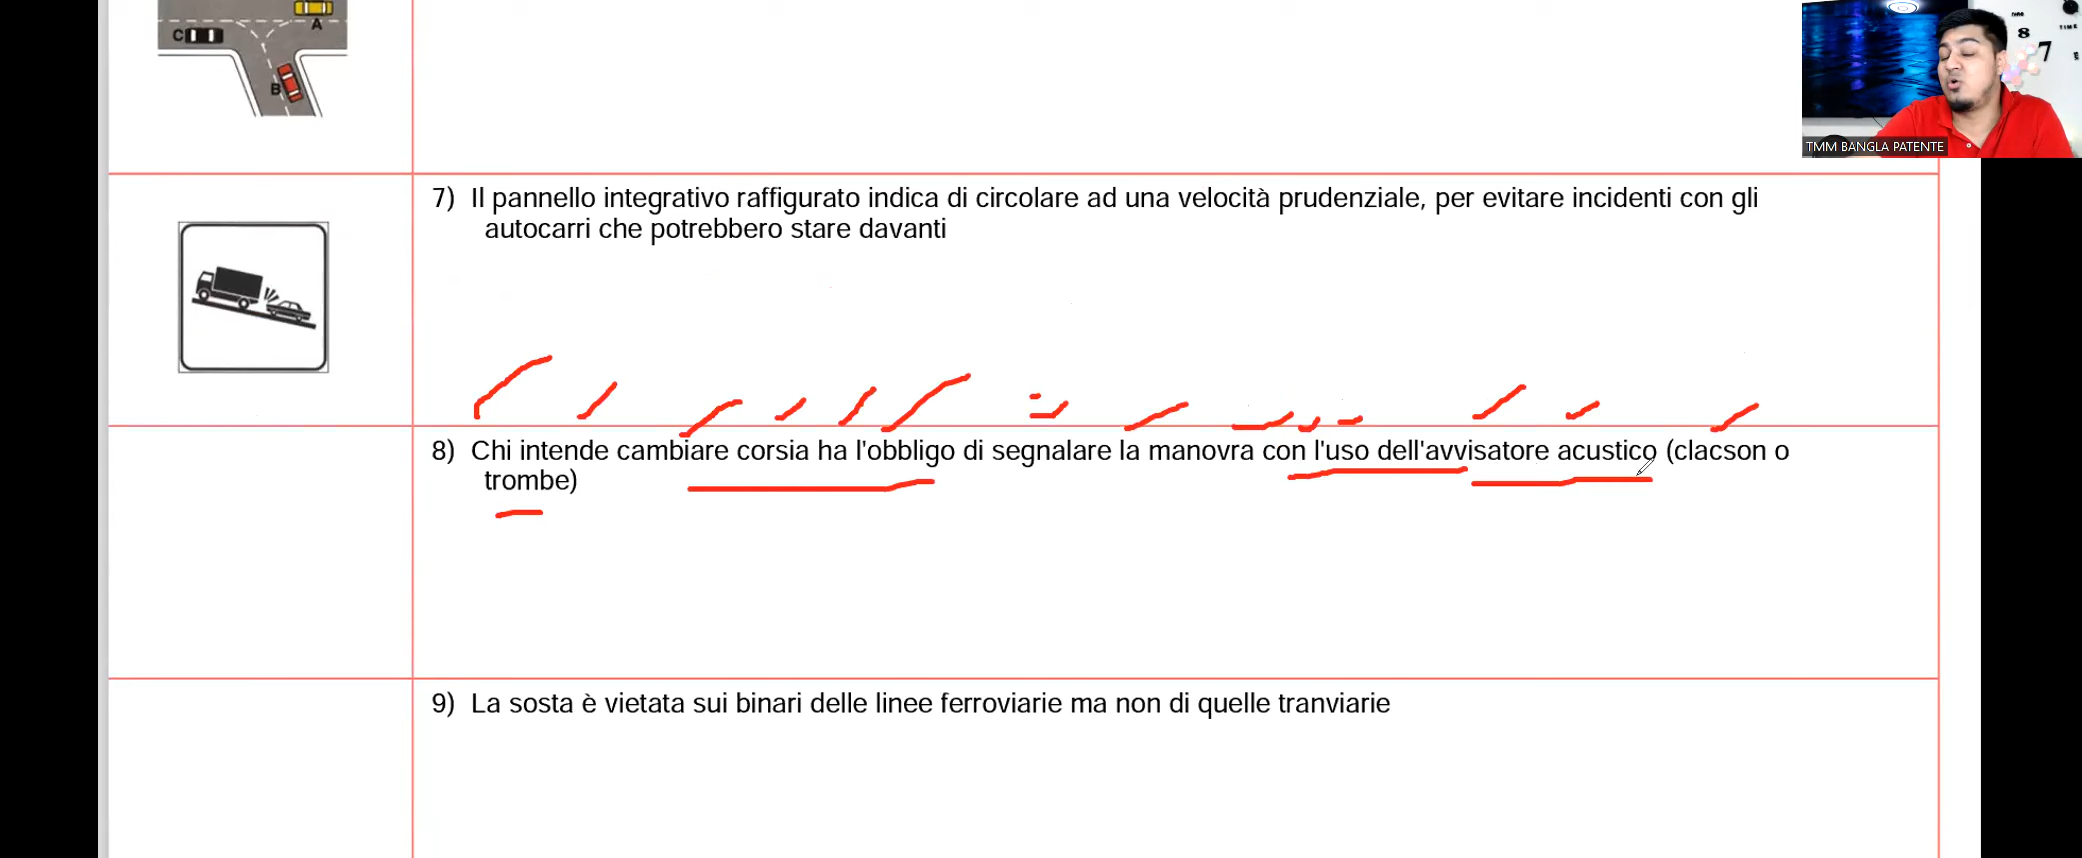 A
C
B
8
TIME
7
TMM BANGLA PATENTE
7) Il pannello integrativo raffigurato indica di circolare ad una velocità prudenziale, per evitare incidenti con gli
autocarri che potrebbero stare davanti
8) Chi intende cambiare corsia ha l'obbligo di segnalare la manovra con l'uso dell'avvisatore acustico (clacson o
trombe)
9) La sosta è vietata sui binari delle linee ferroviarie ma non di quelle tranviarie